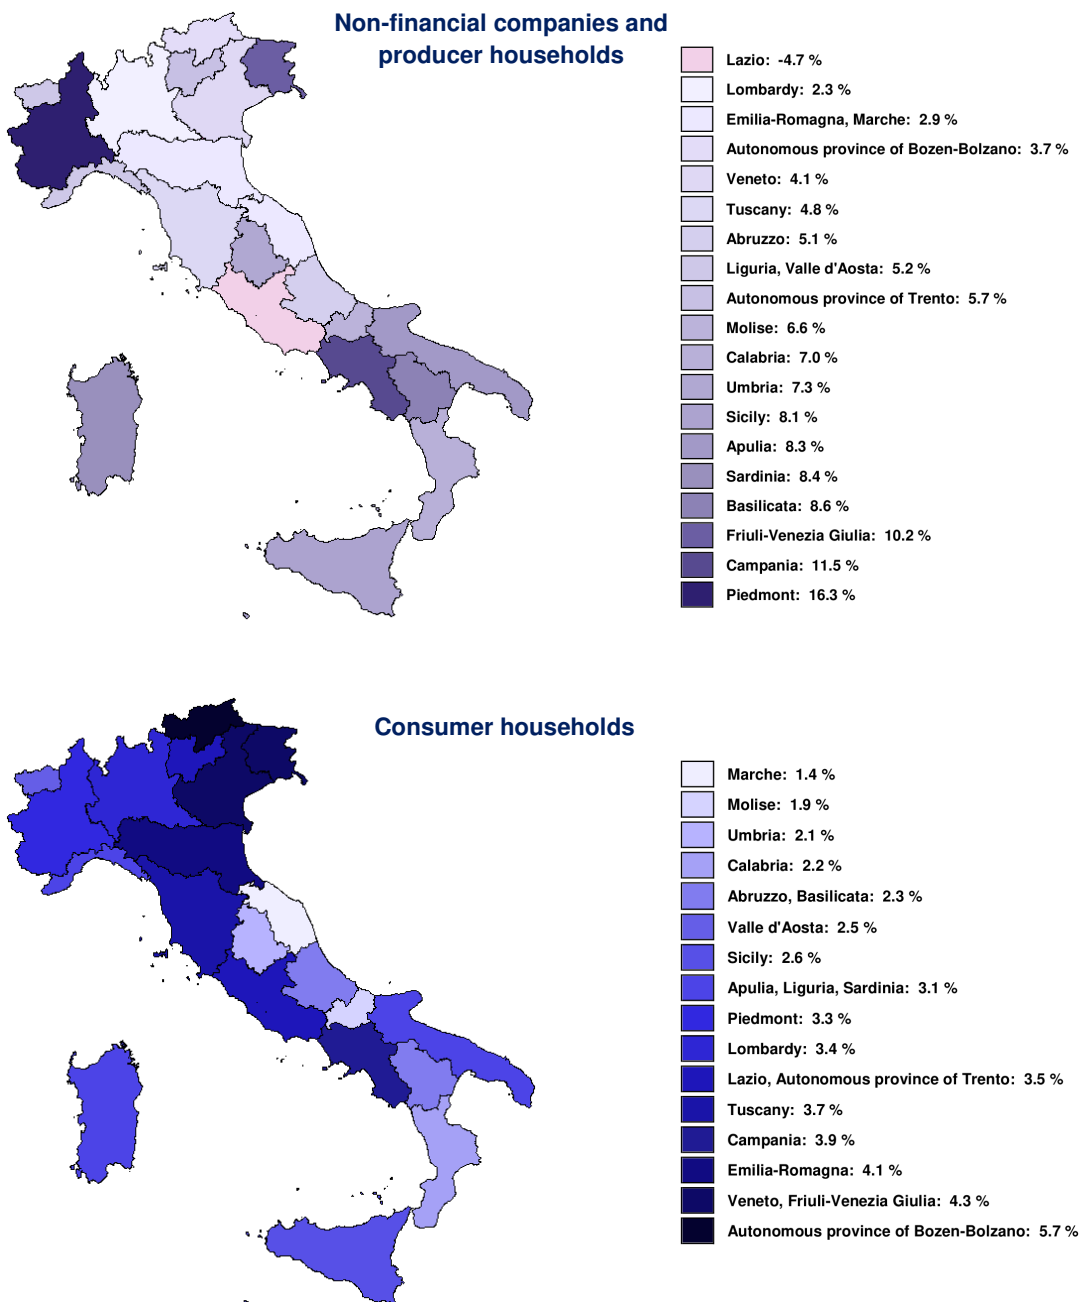 Non-financial companies and
producer households
Lazio: -4.7 %
Lombardy: 2.3 %
Emilia-Romagna, Marche: 2.9 %
Autonomous province of Bozen-Bolzano: 3.7 %
Veneto: 4.1 %
Tuscany: 4.8 %
Abruzzo: 5.1 %
Liguria, Valle d'Aosta: 5.2 %
Autonomous province of Trento: 5.7 %
Molise: 6.6 %
Calabria: 7.0 %
Umbria: 7.3 %
Sicily: 8.1 %
Apulia: 8.3 %
Sardinia: 8.4 %
Basilicata: 8.6 %
Friuli-Venezia Giulia: 10.2 %
Campania: 11.5 %
Piedmont: 16.3 %
Consumer households
Marche: 1.4 %
Molise: 1.9 %
Umbria: 2.1 %
Calabria: 2.2 %
Abruzzo, Basilicata: 2.3 %
Valle d'Aosta: 2.5 %
Sicily: 2.6 %
Apulia, Liguria, Sardinia: 3.1 %
Piedmont: 3.3 %
Lombardy: 3.4 %
Lazio, Autonomous province of Trento: 3.5 %
Tuscany: 3.7 %
Campania: 3.9 %
Emilia-Romagna: 4.1 %
Veneto, Friuli-Venezia Giulia: 4.3 %
Autonomous province of Bozen-Bolzano: 5.7 %